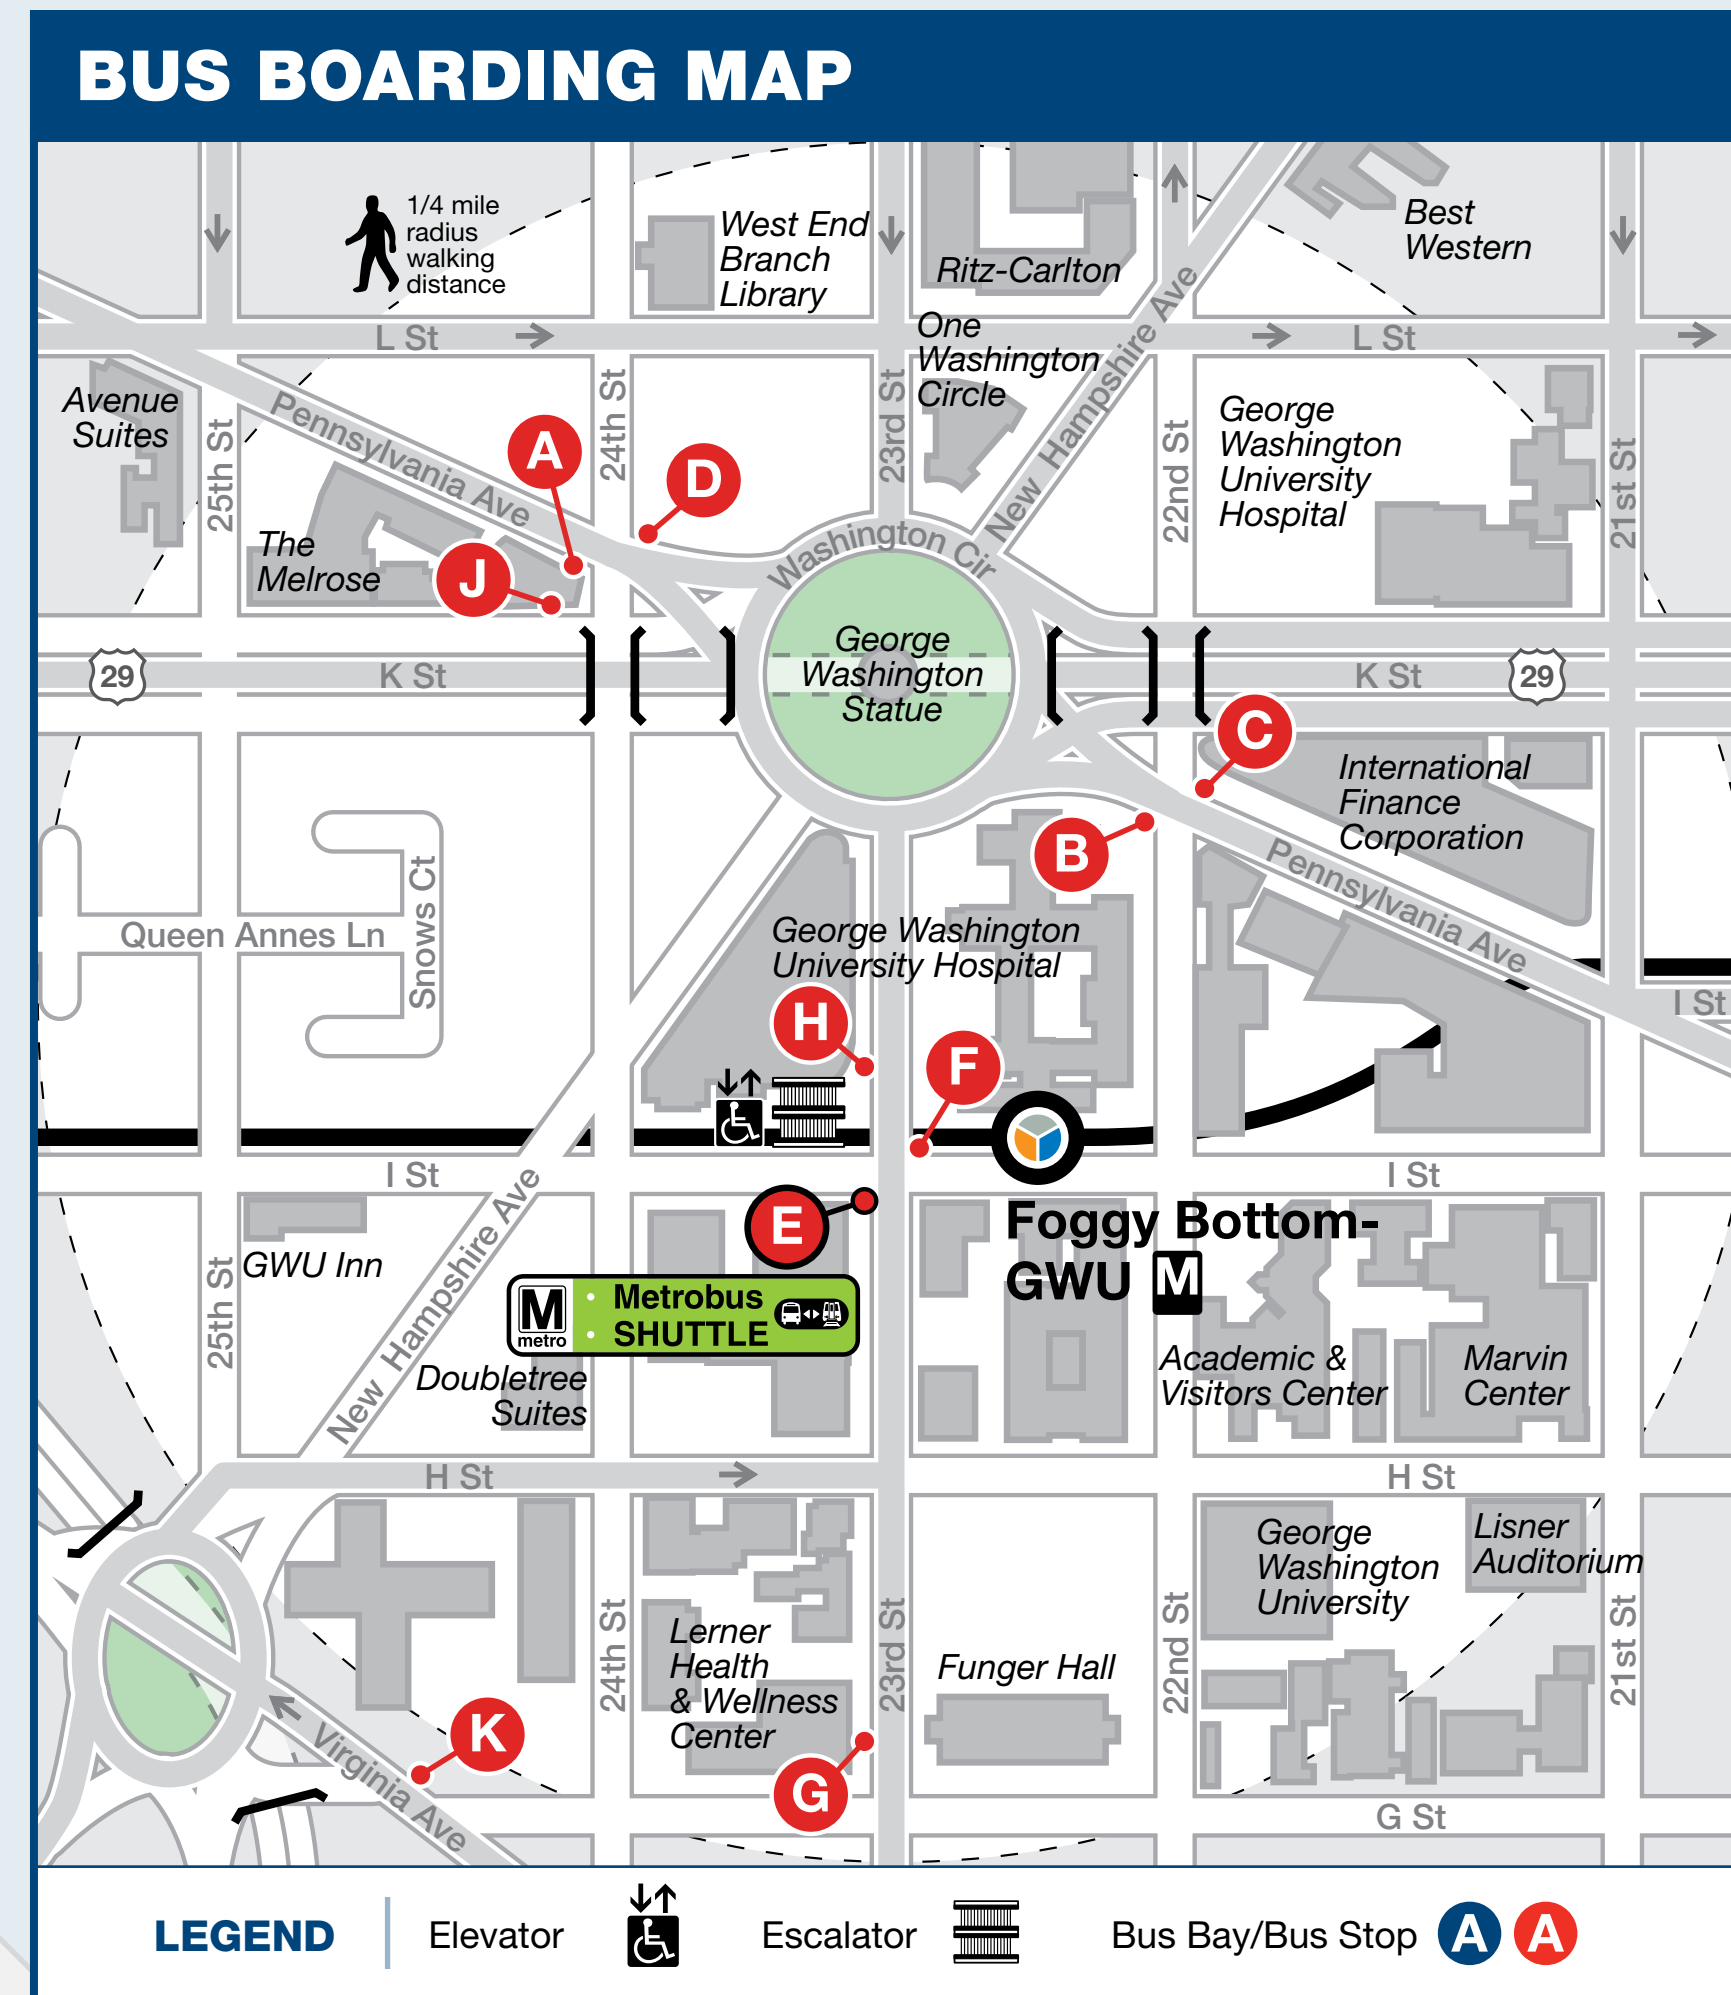 BUS BOARDING MAP
1/4 mile
radius
walking
distance
West End
Branch
Library
Ritz-Carlton
Best
Western
L St
L St
One
Washington
Circle
New Hampshire Ave
Avenue
Suites
25th St
Pennsylvania Ave
24th St
23rd St
22nd St
21st St
George
Washington
University
Hospital
A
D
The
Melrose
J
Washington Cir
George
Washington
Statue
29
K St
K St
29
C
International
Finance
Corporation
B
Pennsylvania Ave
Snows Ct
Queen Annes Ln
George Washington
University Hospital
I St
H
F
I St
I St
E
Foggy Bottom-
GWU M
GWU Inn
25th St
New Hampshire Ave
M
metro
Metrobus
SHUTTLE
Doubletree
Suites
Academic &
Visitors Center
Marvin
Center
H St
H St
George
Washington
University
Lisner
Auditorium
24th St
Lerner
Health
& Wellness
Center
23rd St
Funger Hall
22nd St
21st St
K
Virginia Ave
G
G St
LEGEND
Elevator
Escalator
Bus Bay/Bus Stop A A